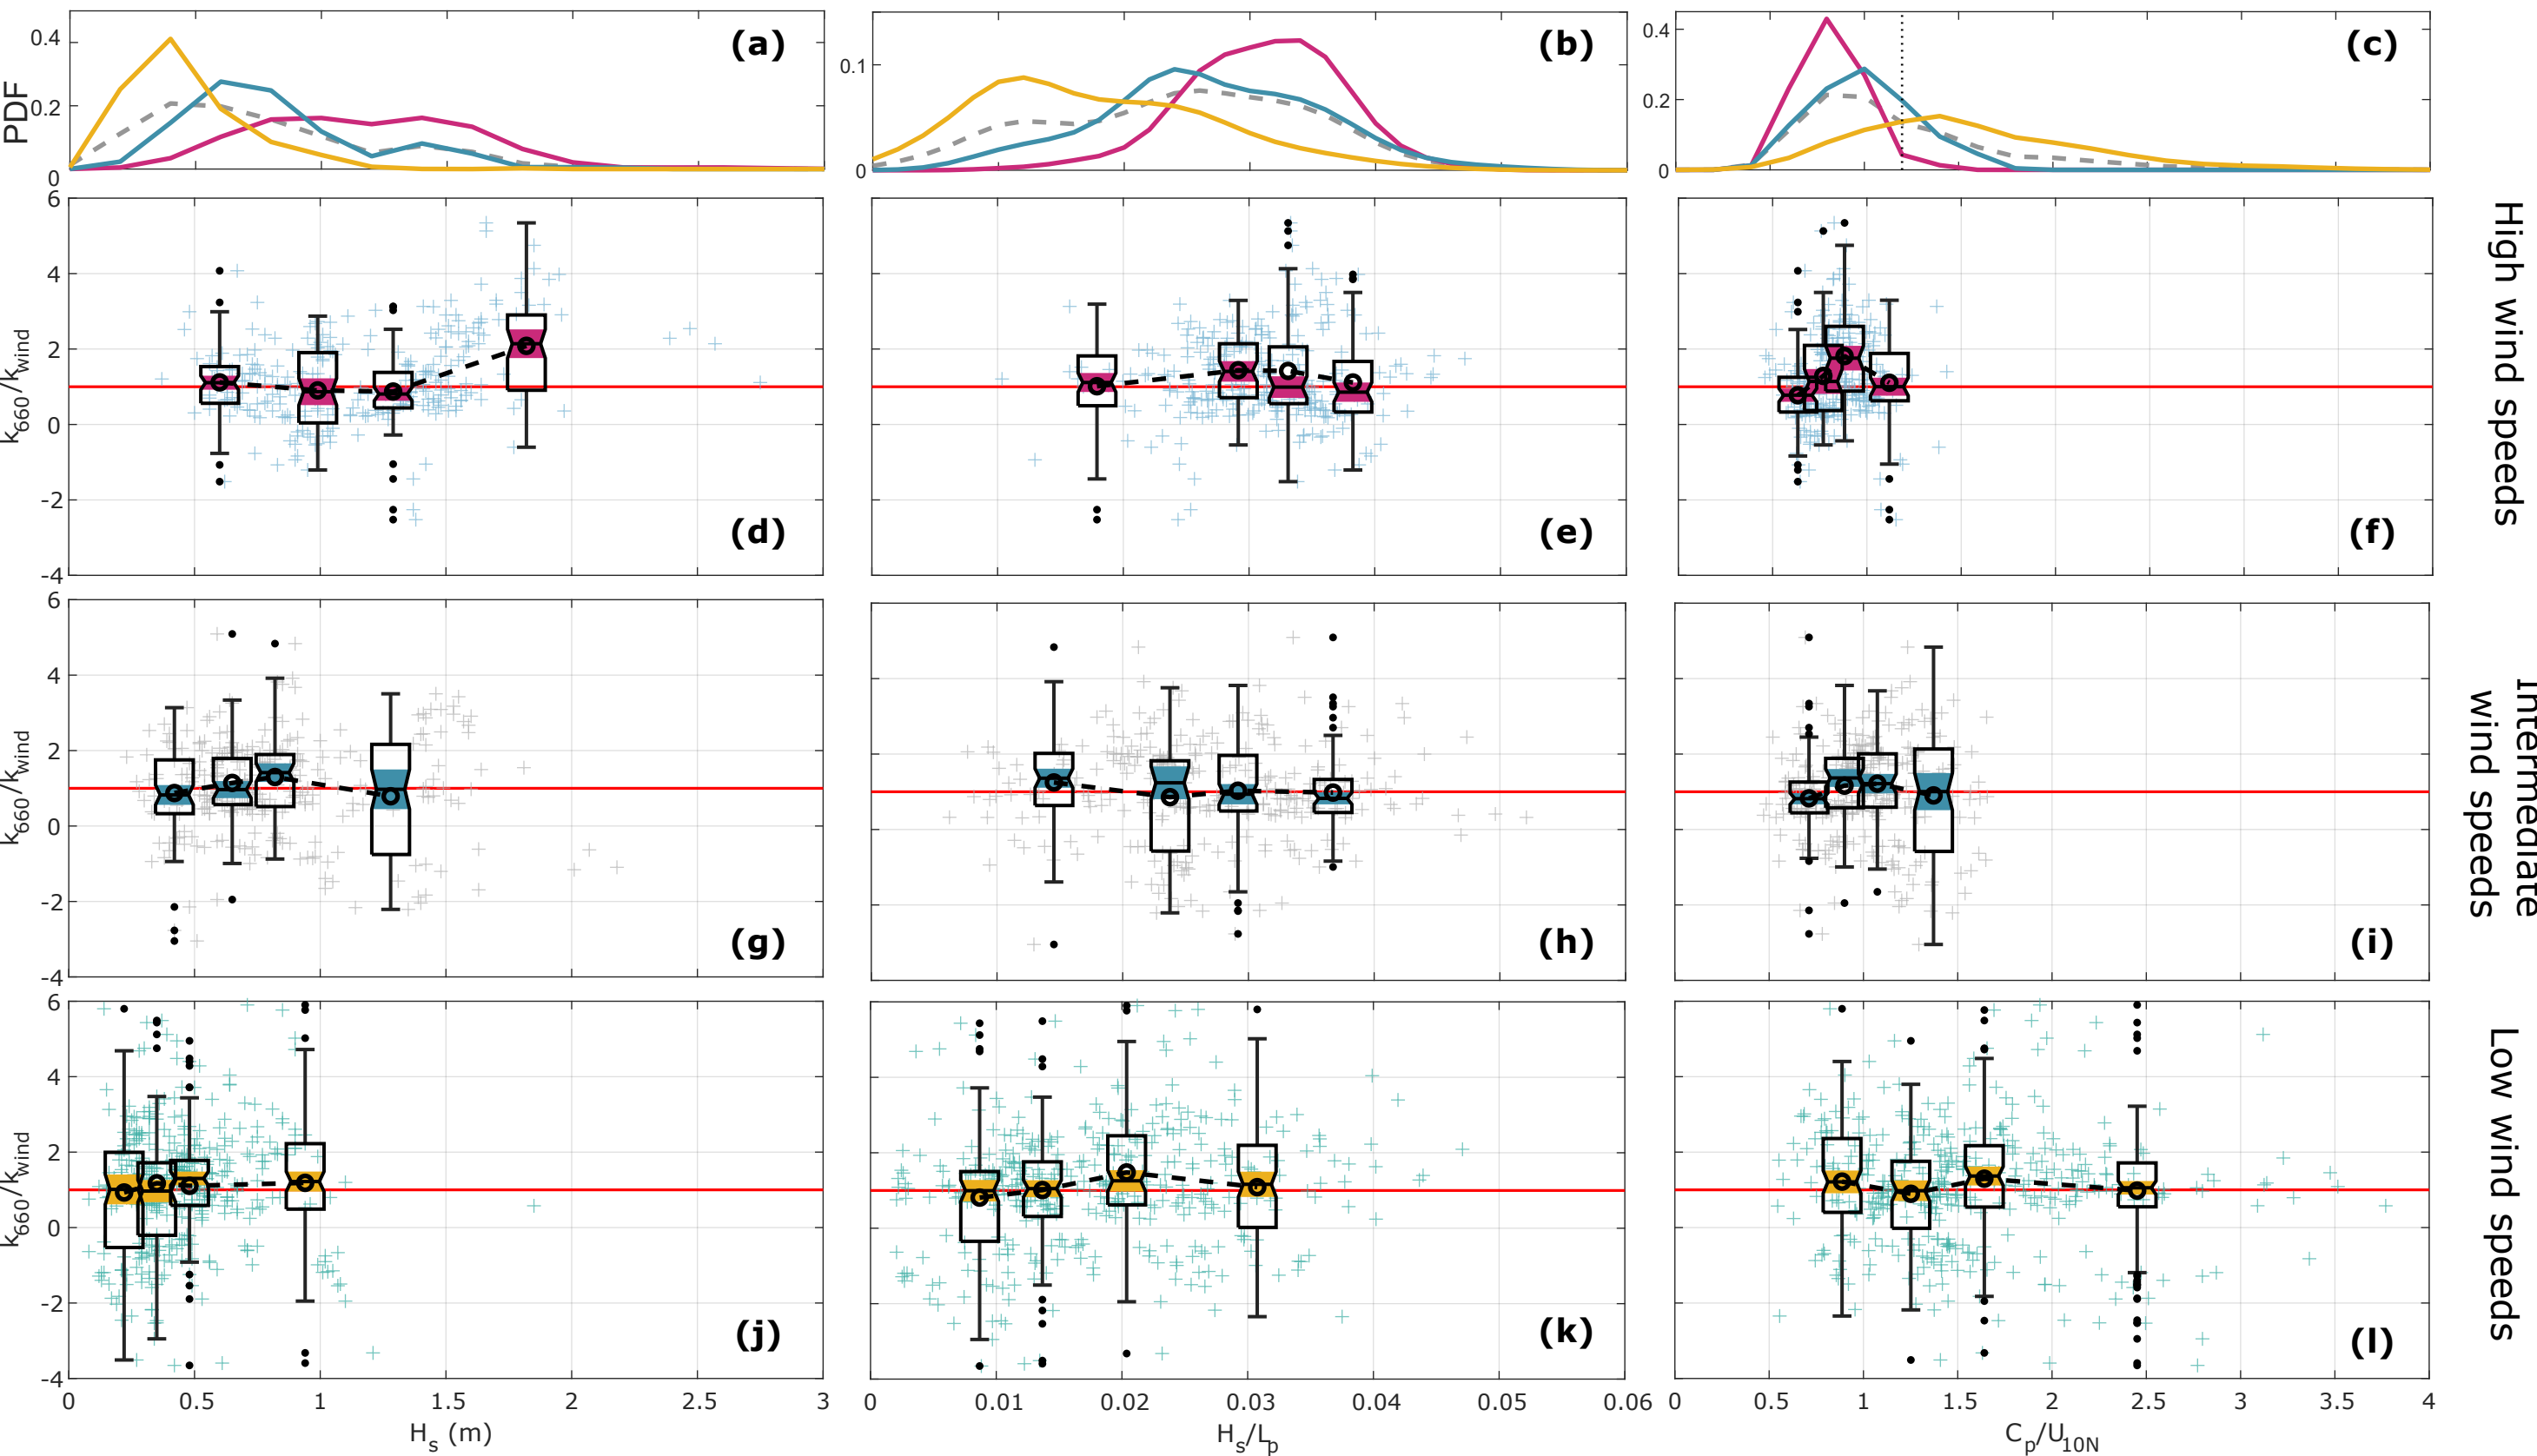 0.4
0.2
0
PDF
(a)
0.1
0
(b)
0.4
0.2
0
(c)
6
4
2
0
-2
-4
k660/kwind
(d)
(e)
(f)
High wind speeds
6
4
2
0
-2
-4
k660/kwind
(g)
(h)
(i)
Intermediate
wind speeds
6
4
2
0
-2
-4
k660/kwind
(j)
(k)
(l)
Low wind speeds
0 0.5 1 1.5 2 2.5 3
Hs (m)
0 0.01 0.02 0.03 0.04 0.05 0.06
Hs/Lp
0 0.5 1 1.5 2 2.5 3 3.5 4
Cp/U10N